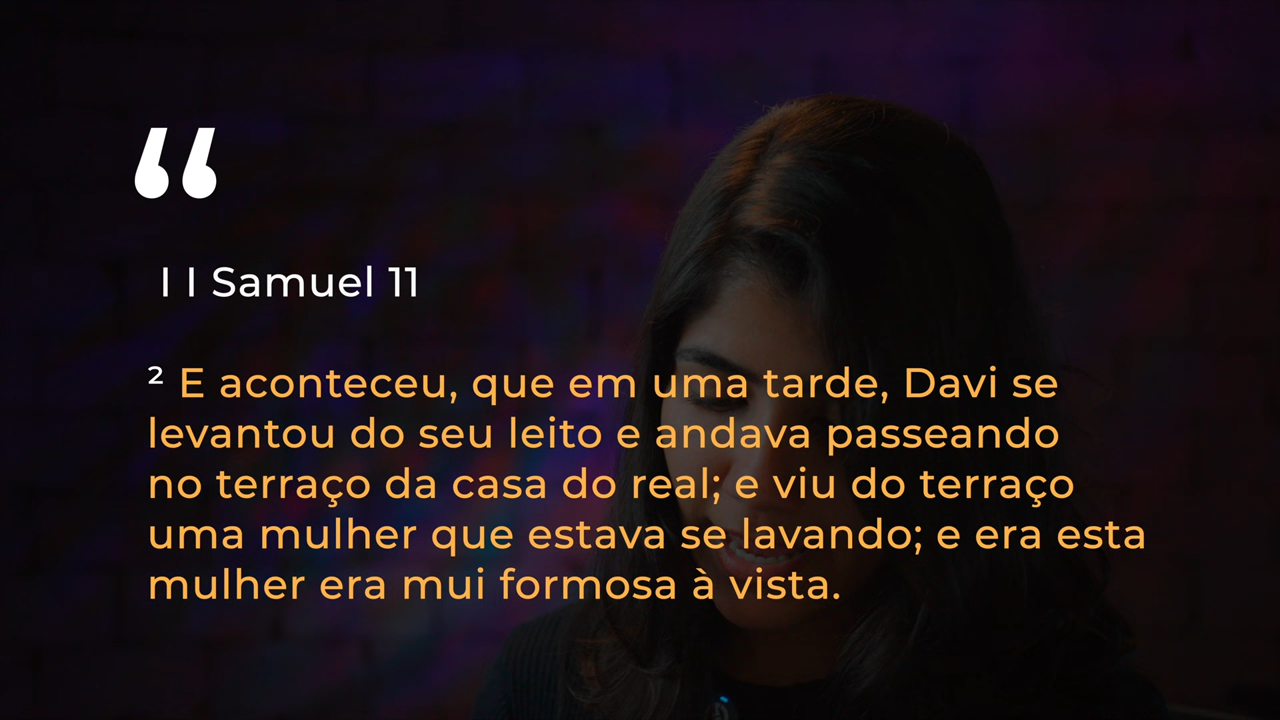 “
I I Samuel 11
² E aconteceu, que em uma tarde, Davi se
levantou do seu leito e andava passeando
no terraço da casa do real; e viu do terraço
uma mulher que estava se lavando; e era esta
mulher era mui formosa à vista.